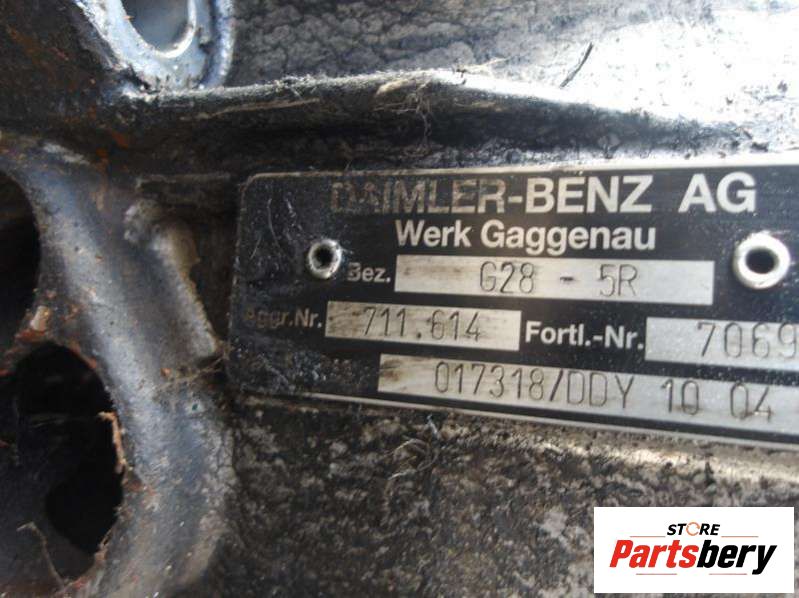 DAIMLER-BENZ AG
Werk Gaggenau
Bez. G28 - 5R
Aggr.Nr. 711.614 Fortl.-Nr. 7069
017318/DDY 10 04
STORE
Partsbery